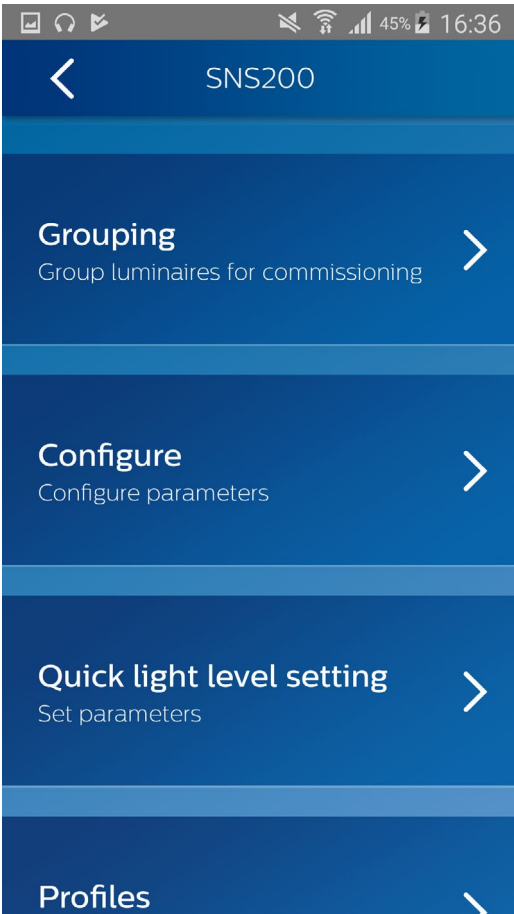 45% 16:36
SNS200
Grouping
Group luminaires for commissioning
Configure
Configure parameters
Quick light level setting
Set parameters
Profiles